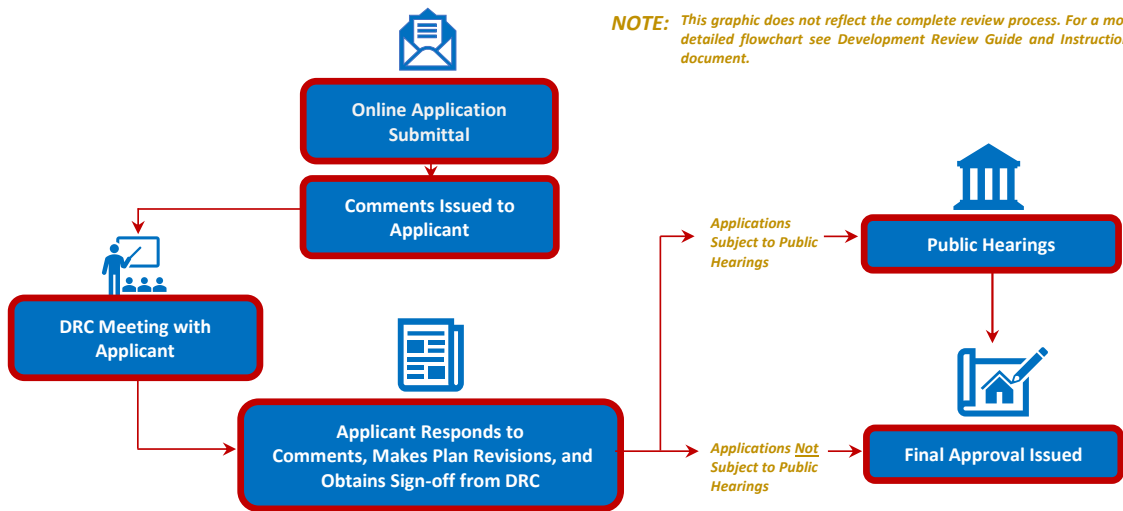 NOTE: This graphic does not reflect the complete review process. For a
detailed flowchart see Development Review Guide and
document.
Online Application
Submittal
Comments Issued to
Applicant
DRC Meeting with
Applicant
Applicant Responds to
Comments, Makes Plan Revisions, and
Obtains Sign-off from DRC
Applications
Subject to Public
Hearings
Public Hearings
Applications Not
Subject to Public
Hearings
Final Approval Issued